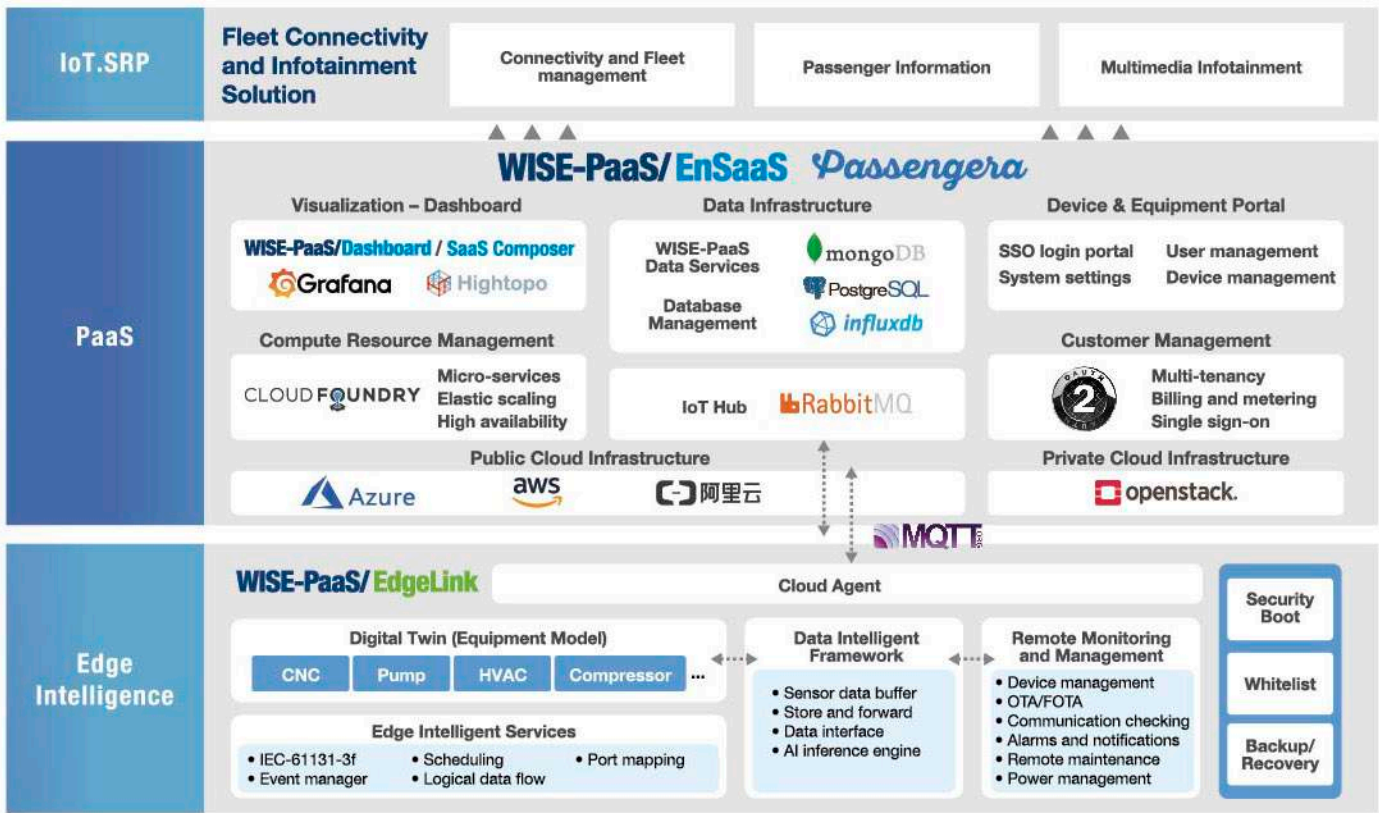 IoT.SRP
Fleet Connectivity
and Infotainment
Solution
Connectivity and Fleet
management
Passenger Information
Multimedia Infotainment
PaaS
WISE-PaaS/EnSaaS Passengera
Visualization – Dashboard
WISE-PaaS/Dashboard / SaaS Composer
Grafana
Hightopo
Data Infrastructure
WISE-PaaS
Data Services
Database
Management
mongoDB
PostgreSQL
influxdb
Device & Equipment Portal
SSO login portal
User management
System settings
Device management
Compute Resource Management
CLOUD FOUNDRY
Micro-services
Elastic scaling
High availability
IoT Hub
RabbitMQ
Customer Management
OAUTH
2
Multi-tenancy
Billing and metering
Single sign-on
Public Cloud Infrastructure
Azure
aws
阿里云
Private Cloud Infrastructure
openstack.
MQTT
Edge
Intelligence
WISE-PaaS/EdgeLink
Cloud Agent
Digital Twin (Equipment Model)
CNC
Pump
HVAC
Compressor
...
Edge Intelligent Services
• IEC-61131-3f
• Scheduling
• Port mapping
• Event manager
• Logical data flow
Data Intelligent
Framework
• Sensor data buffer
• Store and forward
• Data interface
• AI inference engine
Remote Monitoring
and Management
• Device management
• OTA/FOTA
• Communication checking
• Alarms and notifications
• Remote maintenance
• Power management
Security
Boot
Whitelist
Backup/
Recovery